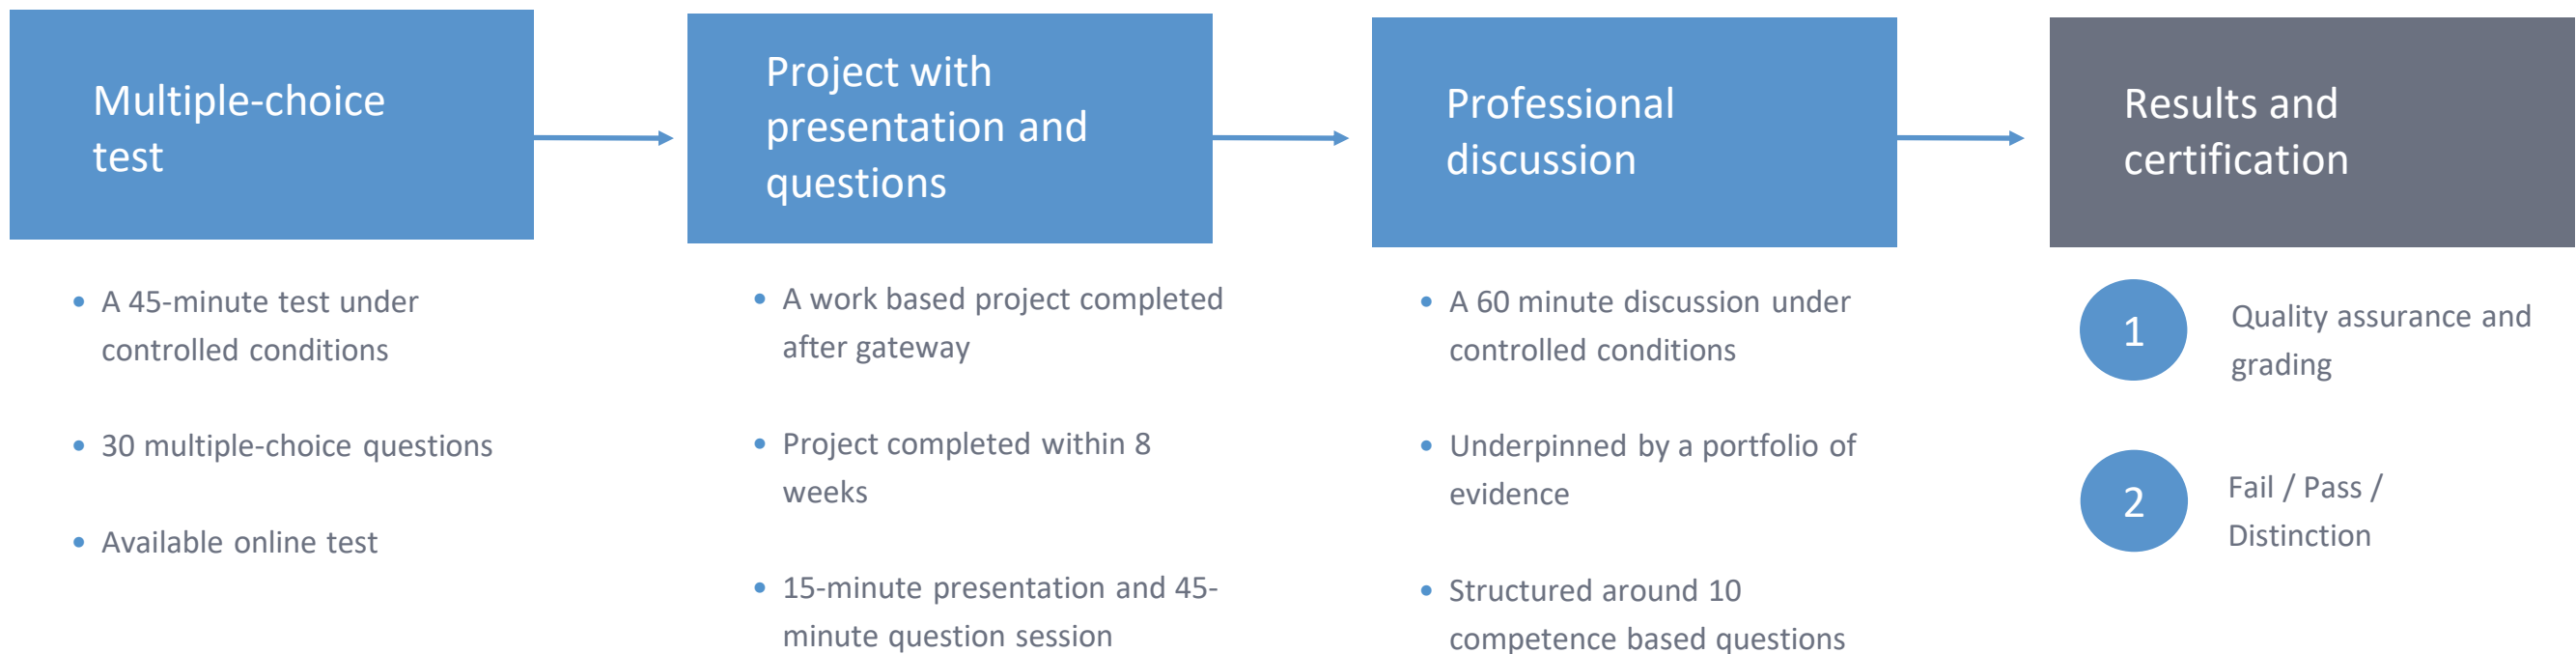 Multiple-choice
test
Project with
presentation and
questions
Professional
discussion
Results and
certification
• A 45-minute test under
controlled conditions
• 30 multiple-choice questions
• Available online test
• A work based project completed
after gateway
• Project completed within 8
weeks
• 15-minute presentation and 45-
minute question session
• A 60 minute discussion under
controlled conditions
• Underpinned by a portfolio of
evidence
• Structured around 10
competence based questions
1
Quality assurance and
grading
2
Fail / Pass /
Distinction